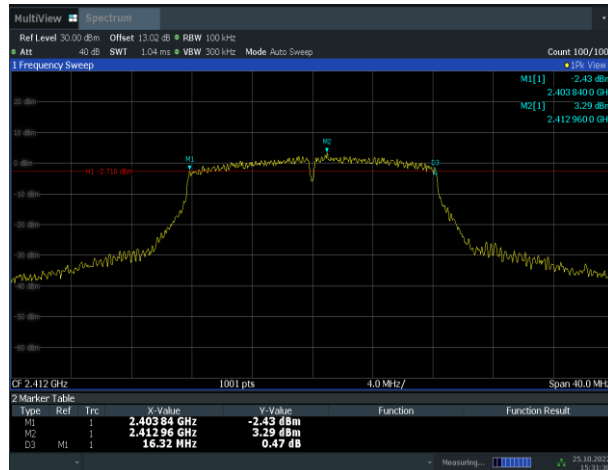 MultiView Spectrum
Ref Level 30.00 dBm Offset 13.02 dB RBW 100 kHz
Att 40 dB SWT 1.04 ms VBW 300 kHz Mode Auto Sweep Count 100/100
1 Frequency Sweep 1Pk View
M1[1] -2.43 dBm
2.403 840 0 GHz
M2[1] 3.29 dBm
2.412 960 0 GHz
20 dBm
10 dBm
M2
0 dBm M1 D3
H1 -2.718 dBm
-10 dBm
-20 dBm
-30 dBm
-40 dBm
-50 dBm
-60 dBm
CF 2.412 GHz 1001 pts 4.0 MHz/ Span 40.0 MHz
2 Marker Table
Type Ref Trc X-Value Y-Value Function Function Result
M1 1 2.403 84 GHz -2.43 dBm
M2 1 2.412 96 GHz 3.29 dBm
D3 M1 1 16.32 MHz 0.47 dB
Measuring...